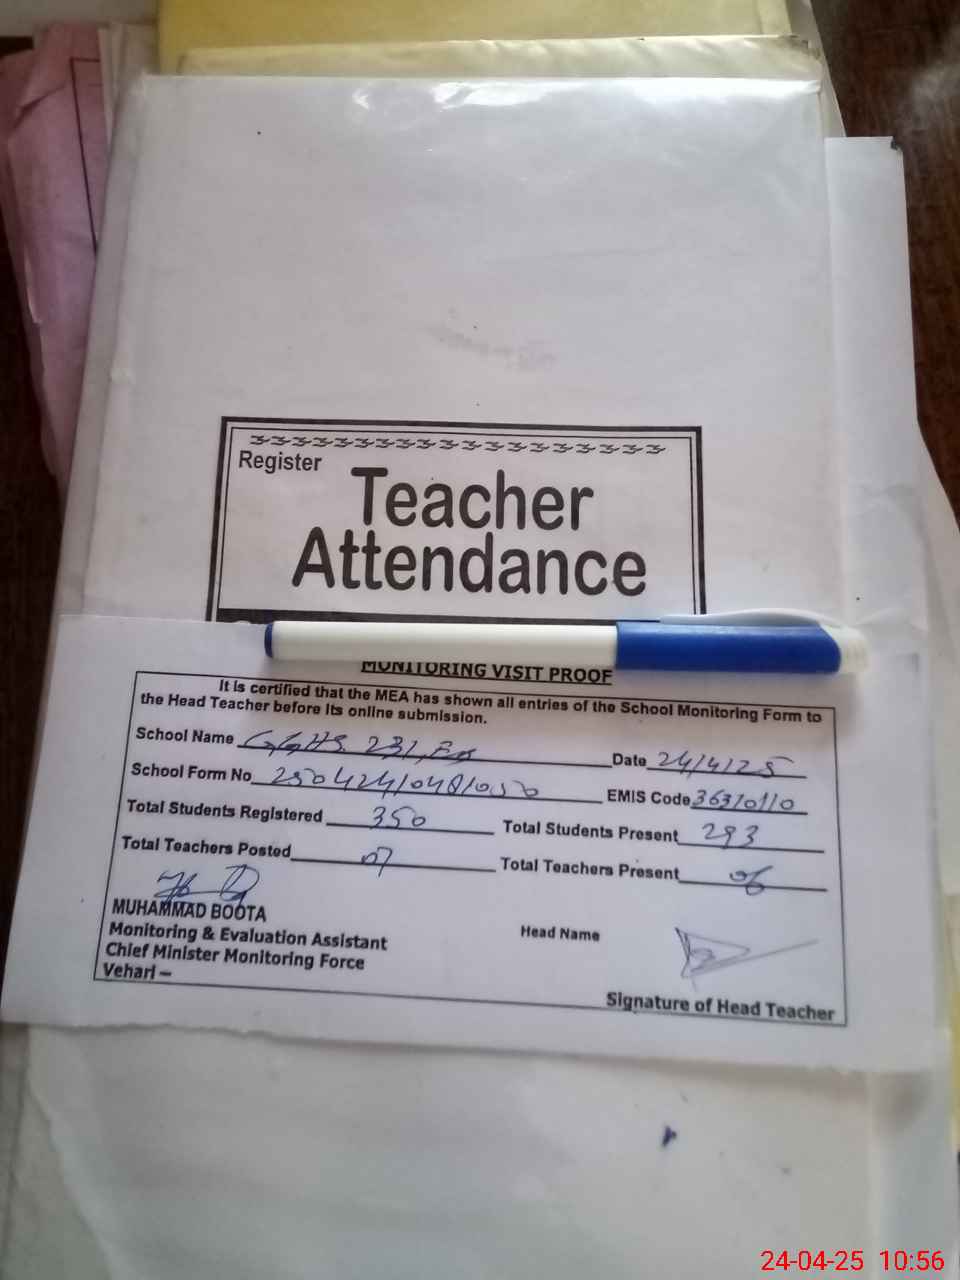 Register
Teacher
Attendance
MONITORING VISIT PROOF
It is certified that the MEA has shown all entries of the School Monitoring Form to
the Head Teacher before its online submission.
School Name GGHS 231, EB Date 24/4/25
School Form No 250424/048/050 EMIS Code 36310110
Total Students Registered 350 Total Students Present 293
Total Teachers Posted 07 Total Teachers Present 06
MUHAMMAD BOOTA
Monitoring & Evaluation Assistant Head Name
Chief Minister Monitoring Force
Vehari –
Signature of Head Teacher
24-04-25 10:56